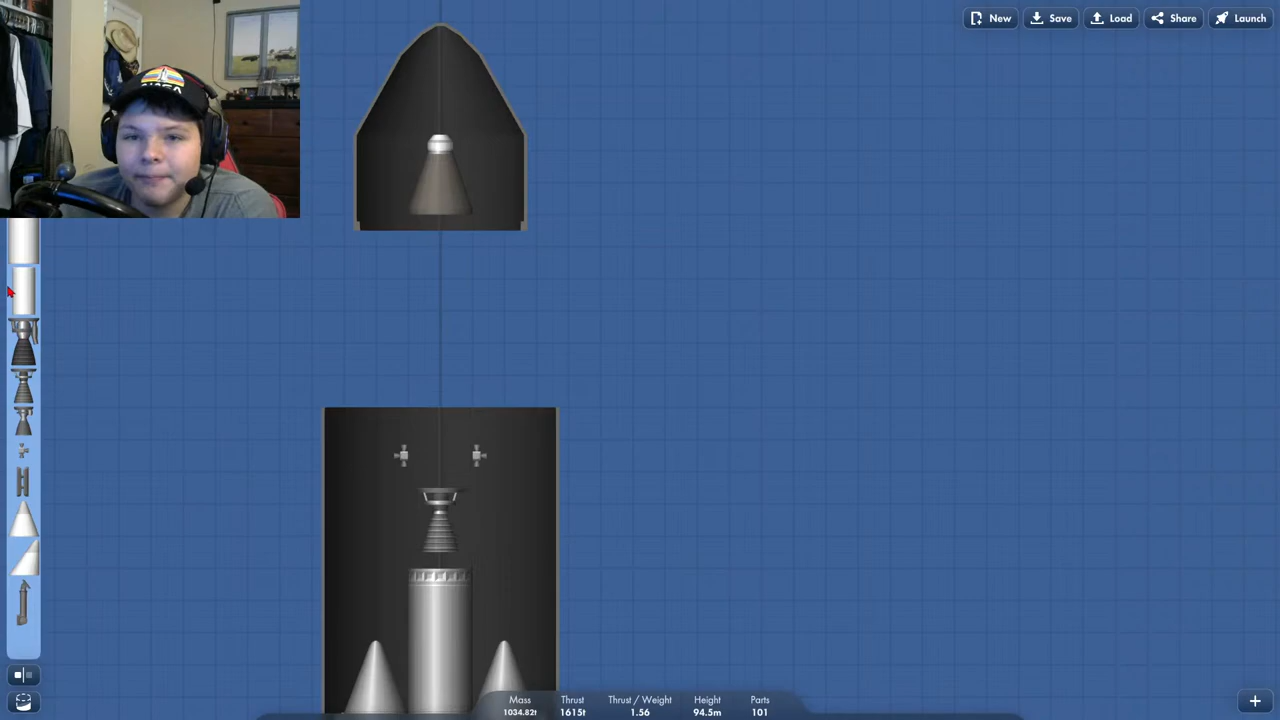 New Save Load Share Launch
NASA
Mass Thrust Thrust / Weight Height Parts
1034.82t 1615t 1.56 94.5m 101